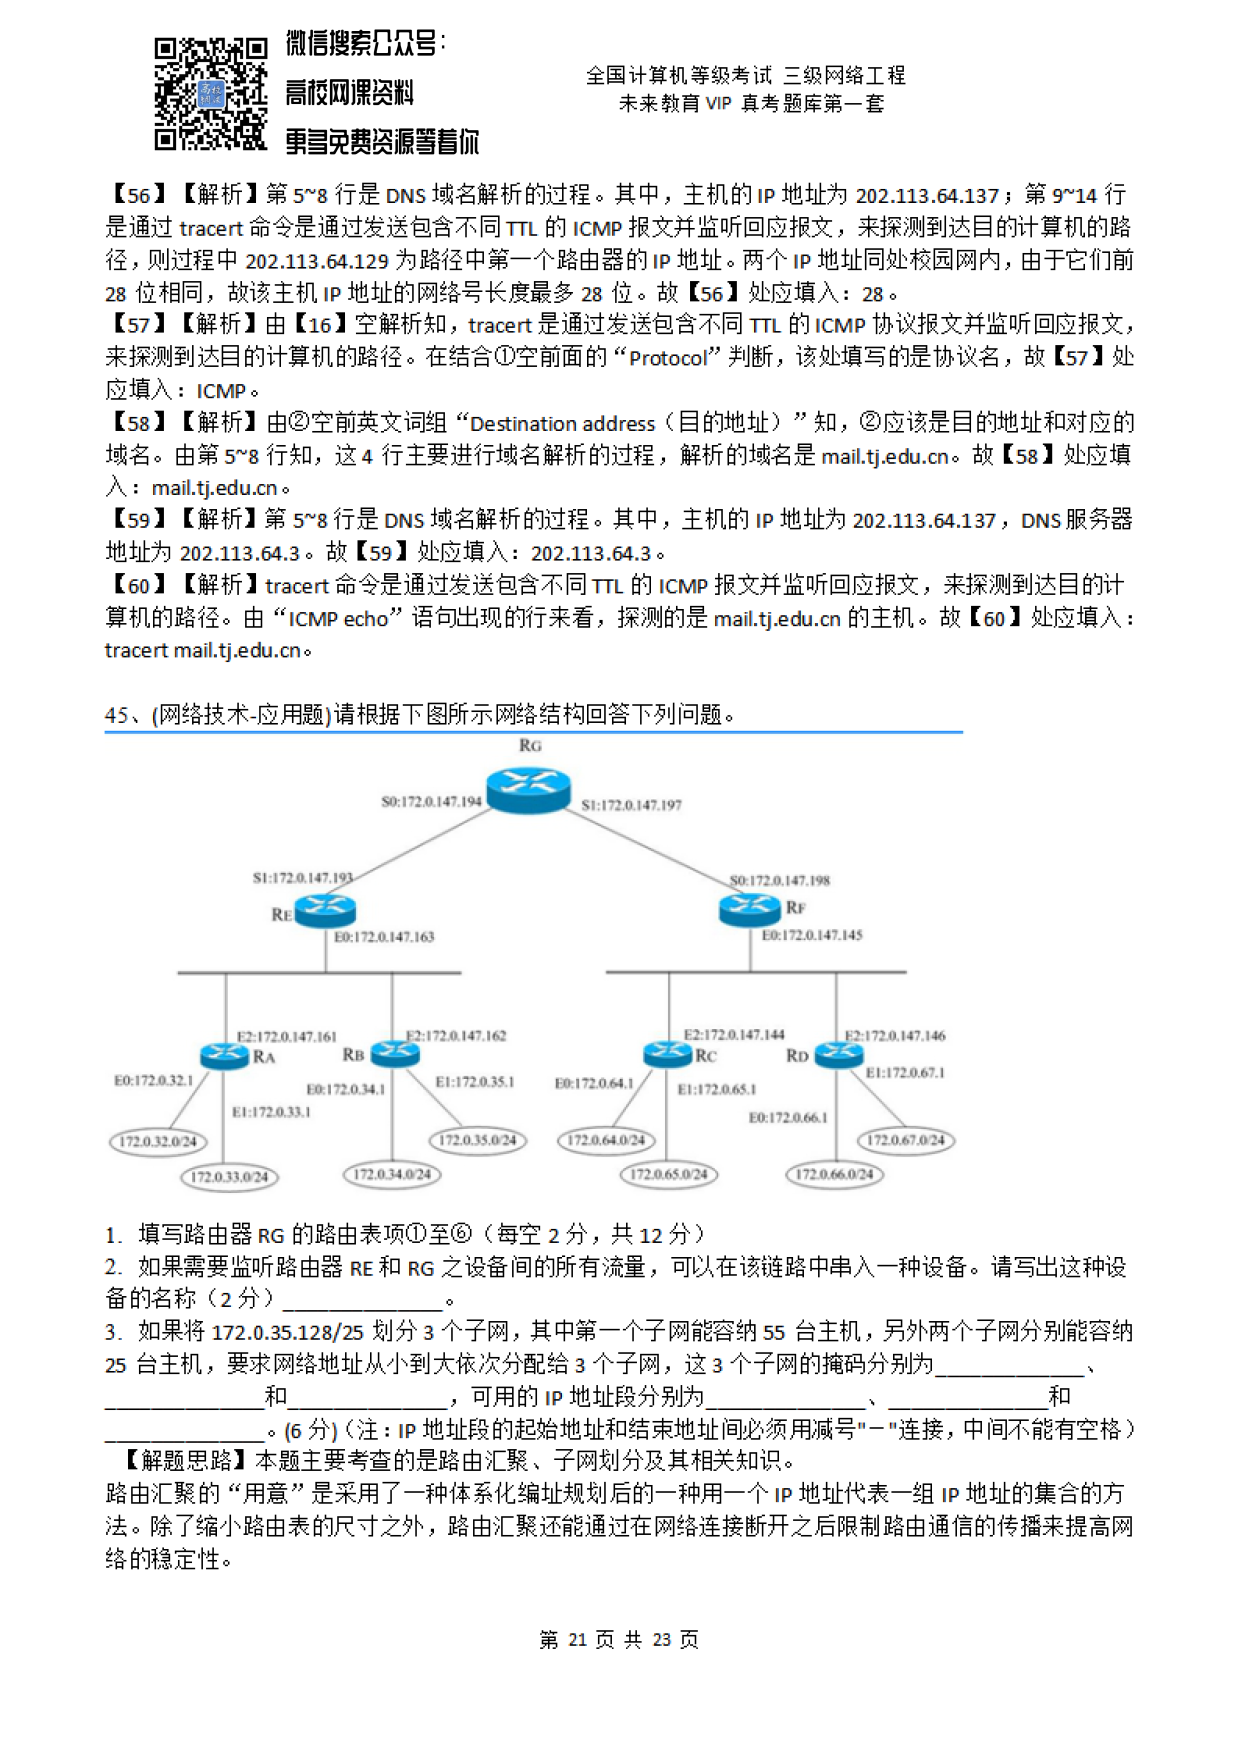 微信搜索公众号：
高校网课资料
更多免费资源等着你
高校
网课
全国计算机等级考试 三级网络工程
未来教育 VIP 真考题库第一套
【56】【解析】第 5~8 行是 DNS 域名解析的过程。其中，主机的 IP 地址为 202.113.64.137；第 9~14 行
是通过 tracert 命令是通过发送包含不同 TTL 的 ICMP 报文并监听回应报文，来探测到达目的计算机的路
径，则过程中 202.113.64.129 为路径中第一个路由器的 IP 地址。两个 IP 地址同处校园网内，由于它们前
28 位相同，故该主机 IP 地址的网络号长度最多 28 位。故【56】处应填入：28。
【57】【解析】由【16】空解析知，tracert 是通过发送包含不同 TTL 的 ICMP 协议报文并监听回应报文，
来探测到达目的计算机的路径。在结合①空前面的“Protocol”判断，该处填写的是协议名，故【57】处
应填入：ICMP。
【58】【解析】由②空前英文词组“Destination address（目的地址）”知，②应该是目的地址和对应的
域名。由第 5~8 行知，这 4 行主要进行域名解析的过程，解析的域名是 mail.tj.edu.cn。故【58】处应填
入：mail.tj.edu.cn。
【59】【解析】第 5~8 行是 DNS 域名解析的过程。其中，主机的 IP 地址为 202.113.64.137，DNS 服务器
地址为 202.113.64.3。故【59】处应填入：202.113.64.3。
【60】【解析】tracert 命令是通过发送包含不同 TTL 的 ICMP 报文并监听回应报文，来探测到达目的计
算机的路径。由“ICMP echo”语句出现的行来看，探测的是 mail.tj.edu.cn 的主机。故【60】处应填入：
tracert mail.tj.edu.cn。
45、(网络技术-应用题)请根据下图所示网络结构回答下列问题。
RG
S0:172.0.147.194
S1:172.0.147.197
S1:172.0.147.193
S0:172.0.147.198
RE
RF
E0:172.0.147.163
E0:172.0.147.145
E2:172.0.147.161
E2:172.0.147.162
E2:172.0.147.144
E2:172.0.147.146
RA
RB
RC
RD
E0:172.0.32.1
E0:172.0.34.1
E1:172.0.35.1
E0:172.0.64.1
E1:172.0.65.1
E1:172.0.67.1
E1:172.0.33.1
E0:172.0.66.1
172.0.32.0/24
172.0.35.0/24
172.0.64.0/24
172.0.67.0/24
172.0.33.0/24
172.0.34.0/24
172.0.65.0/24
172.0.66.0/24
1. 填写路由器 RG 的路由表项①至⑥（每空 2 分，共 12 分）
2. 如果需要监听路由器 RE 和 RG 之设备间的所有流量，可以在该链路中串入一种设备。请写出这种设
备的名称（2 分）______________。
3. 如果将 172.0.35.128/25 划分 3 个子网，其中第一个子网能容纳 55 台主机，另外两个子网分别能容纳
25 台主机，要求网络地址从小到大依次分配给 3 个子网，这 3 个子网的掩码分别为_____________、
______________和______________，可用的 IP 地址段分别为______________、______________和
______________。(6 分)（注：IP 地址段的起始地址和结束地址间必须用减号"－"连接，中间不能有空格）
【解题思路】本题主要考查的是路由汇聚、子网划分及其相关知识。
路由汇聚的“用意”是采用了一种体系化编址规划后的一种用一个 IP 地址代表一组 IP 地址的集合的方
法。除了缩小路由表的尺寸之外，路由汇聚还能通过在网络连接断开之后限制路由通信的传播来提高网
络的稳定性。
第 21 页 共 23 页